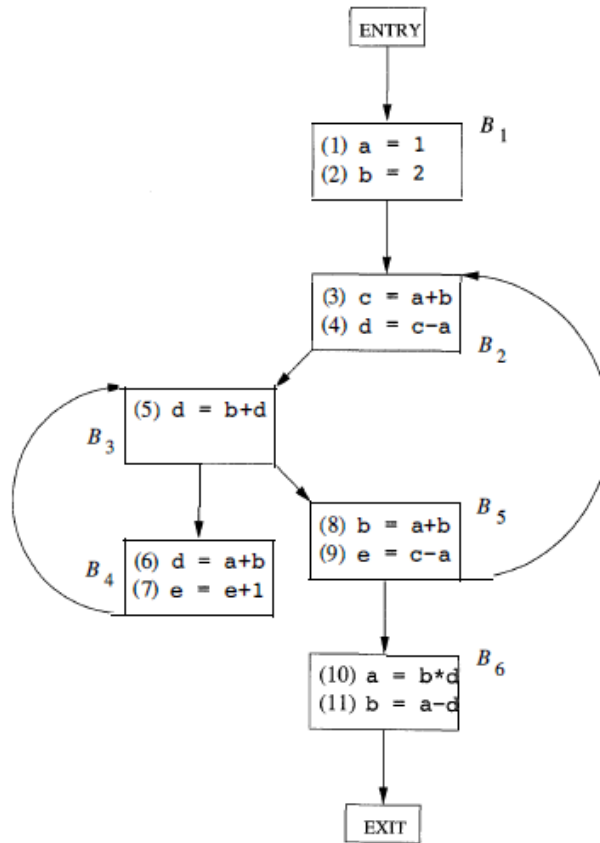 ENTRY
B1
(1) a = 1
(2) b = 2
(3) c = a+b
(4) d = c-a
B2
(5) d = b+d
B3
B5
(8) b = a+b
(9) e = c-a
B4
(6) d = a+b
(7) e = e+1
B6
(10) a = b*d
(11) b = a-d
EXIT